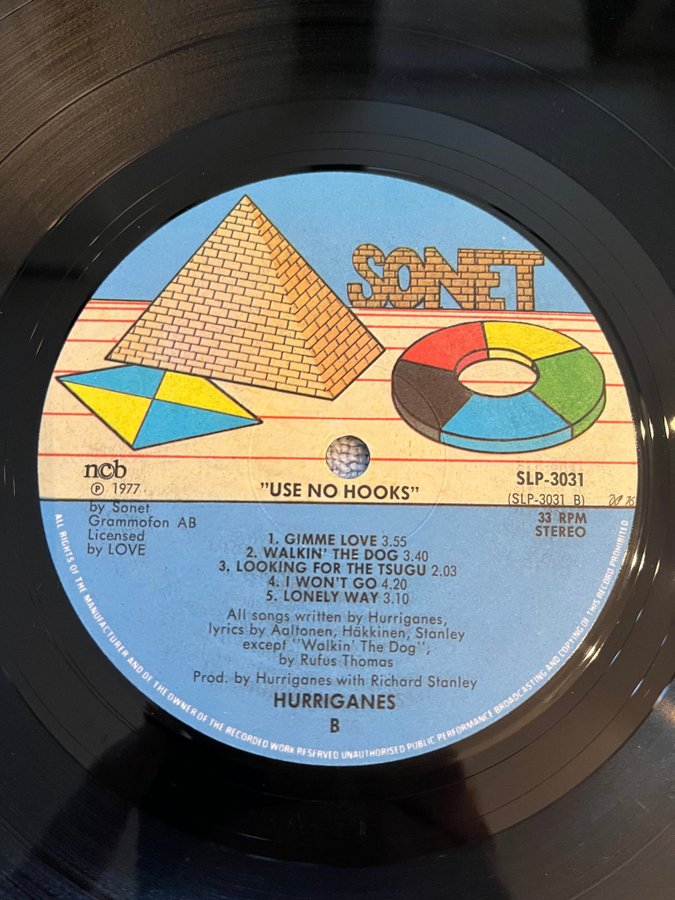 SONET
ncb
SLP-3031
℗ 1977
"USE NO HOOKS"
(SLP-3031 B)
by Sonet
Grammofon AB
Licensed
by LOVE
33 RPM
STEREO
1. GIMME LOVE 3.55
2. WALKIN' THE DOG 3.40
3. LOOKING FOR THE TSUGU 2.03
4. I WON'T GO 4.20
5. LONELY WAY 3.10
All songs written by Hurriganes,
lyrics by Aaltonen, Häkkinen, Stanley
except "Walkin' The Dog",
by Rufus Thomas
Prod. by Hurriganes with Richard Stanley
HURRIGANES
B
ALL RIGHTS OF THE MANUFACTURER AND OF THE OWNER OF THE RECORDED WORK RESERVED UNAUTHORISED PUBLIC PERFORMANCE BROADCASTING AND COPYING OF THIS RECORD PROHIBITED